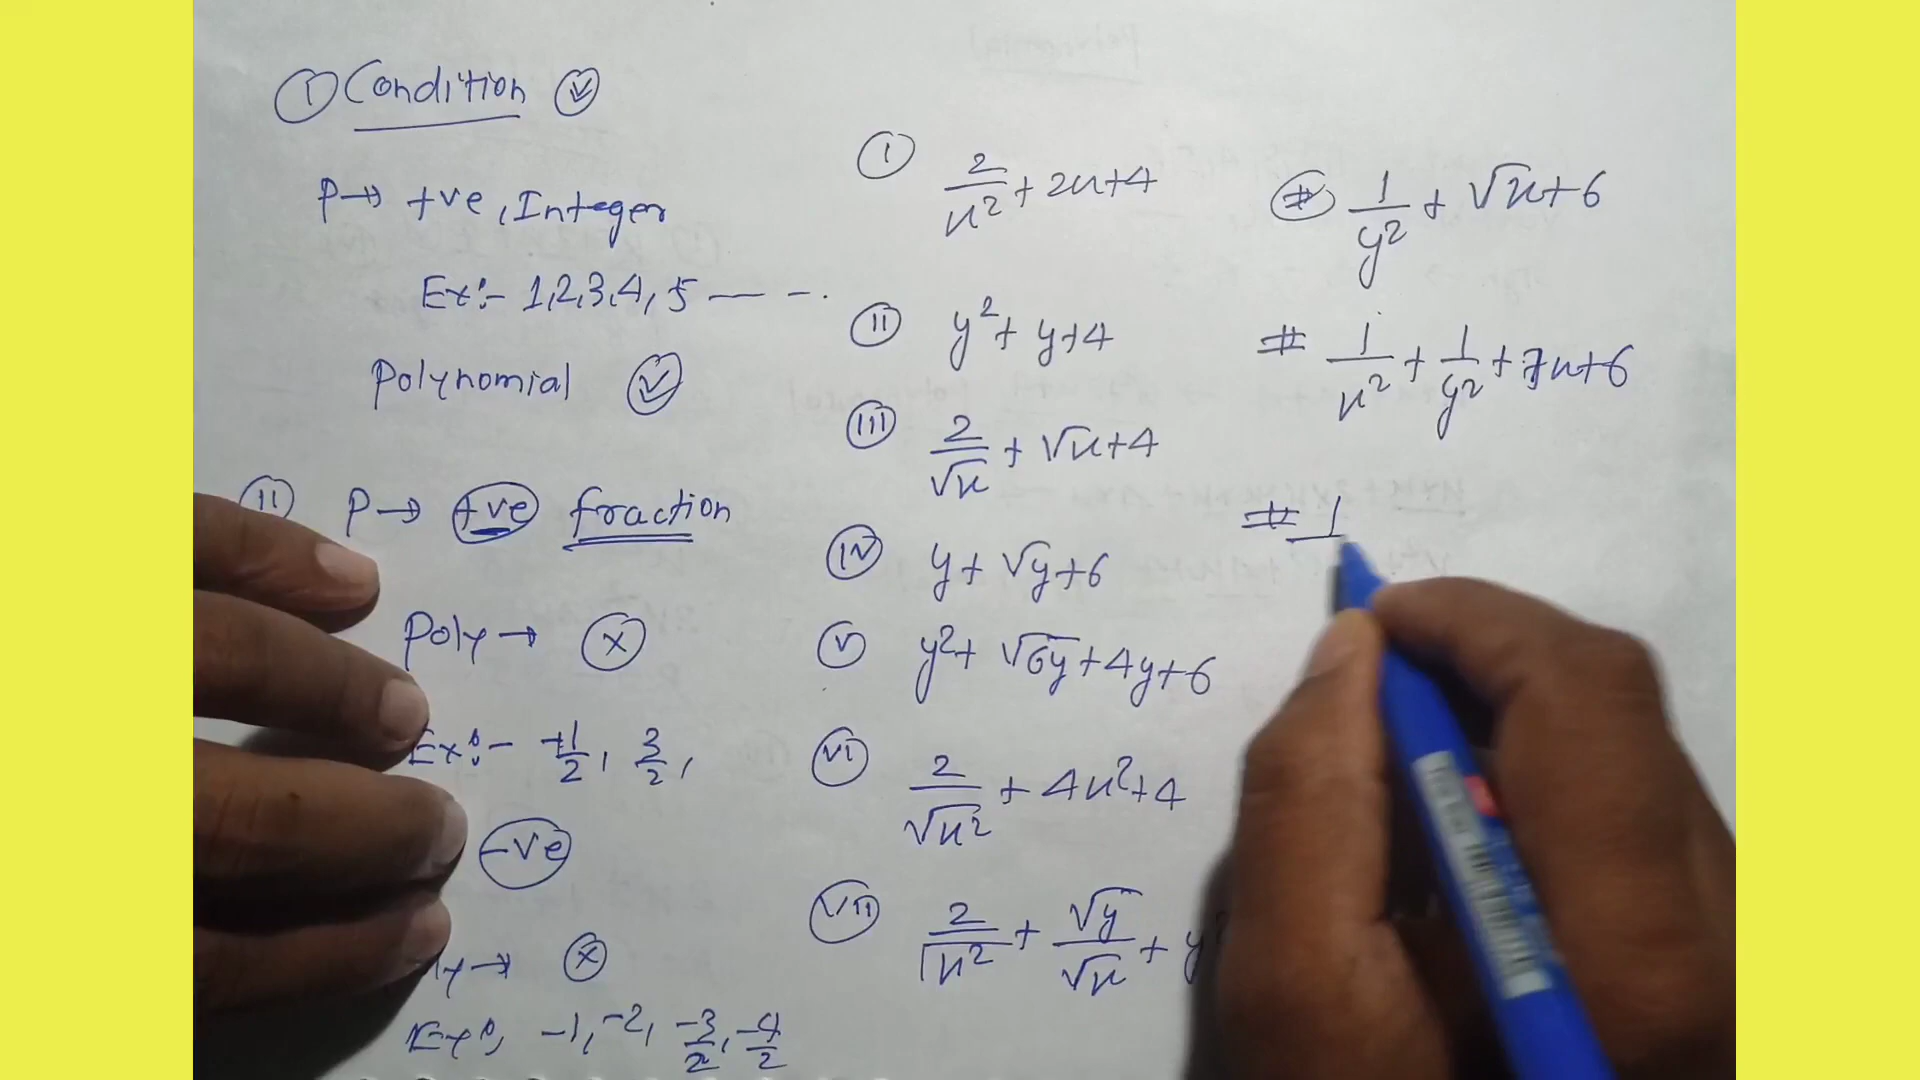 I Condition
P→ +ve, Integer
Ex:- 1,2,3,4,5 — - .
Polynomial
II P→ +ve fraction
Poly→ X
Ex:- +1/2, 3/2,
-ve
ly→ X
Ex:, -1, -2, -3/2, -4/2
I 2/x² + 2x+4
II y² + y+4
III 2/√x + √x+4
IV y+ √y+6
V y²+ √6y+4y+6
VI 2/√x² + 4x²+4
VII 2/√x² + √y/√x + y
# 1/y² + √x+6
# 1/x² + 1/y² + 7x+6
# 1